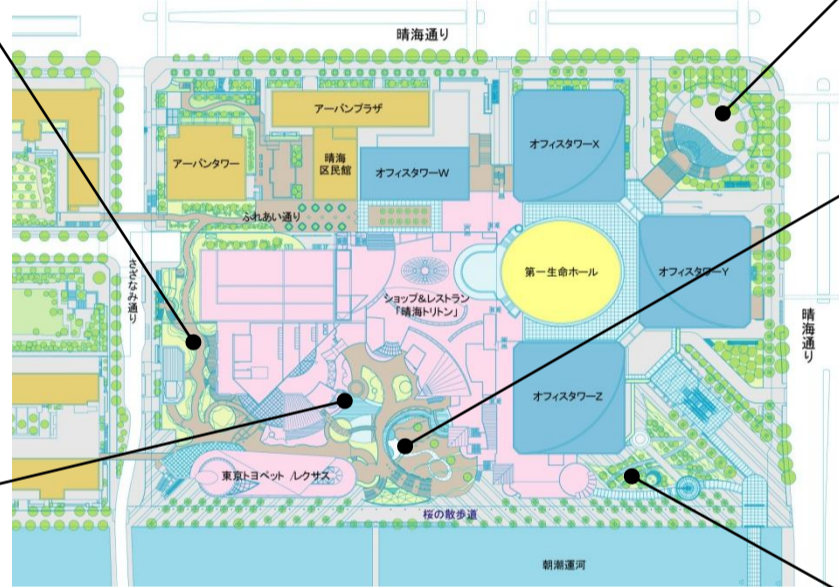 晴海通り
アーバンプラザ
アーバンタワー
晴海
区民館
オフィスタワーW
オフィスタワーX
ふれあい通り
さざなみ通り
第一生命ホール
オフィスタワーY
ショップ&レストラン
「晴海トリトン」
晴海通り
オフィスタワーZ
東京トヨペット /レクサス
桜の散歩道
朝潮運河